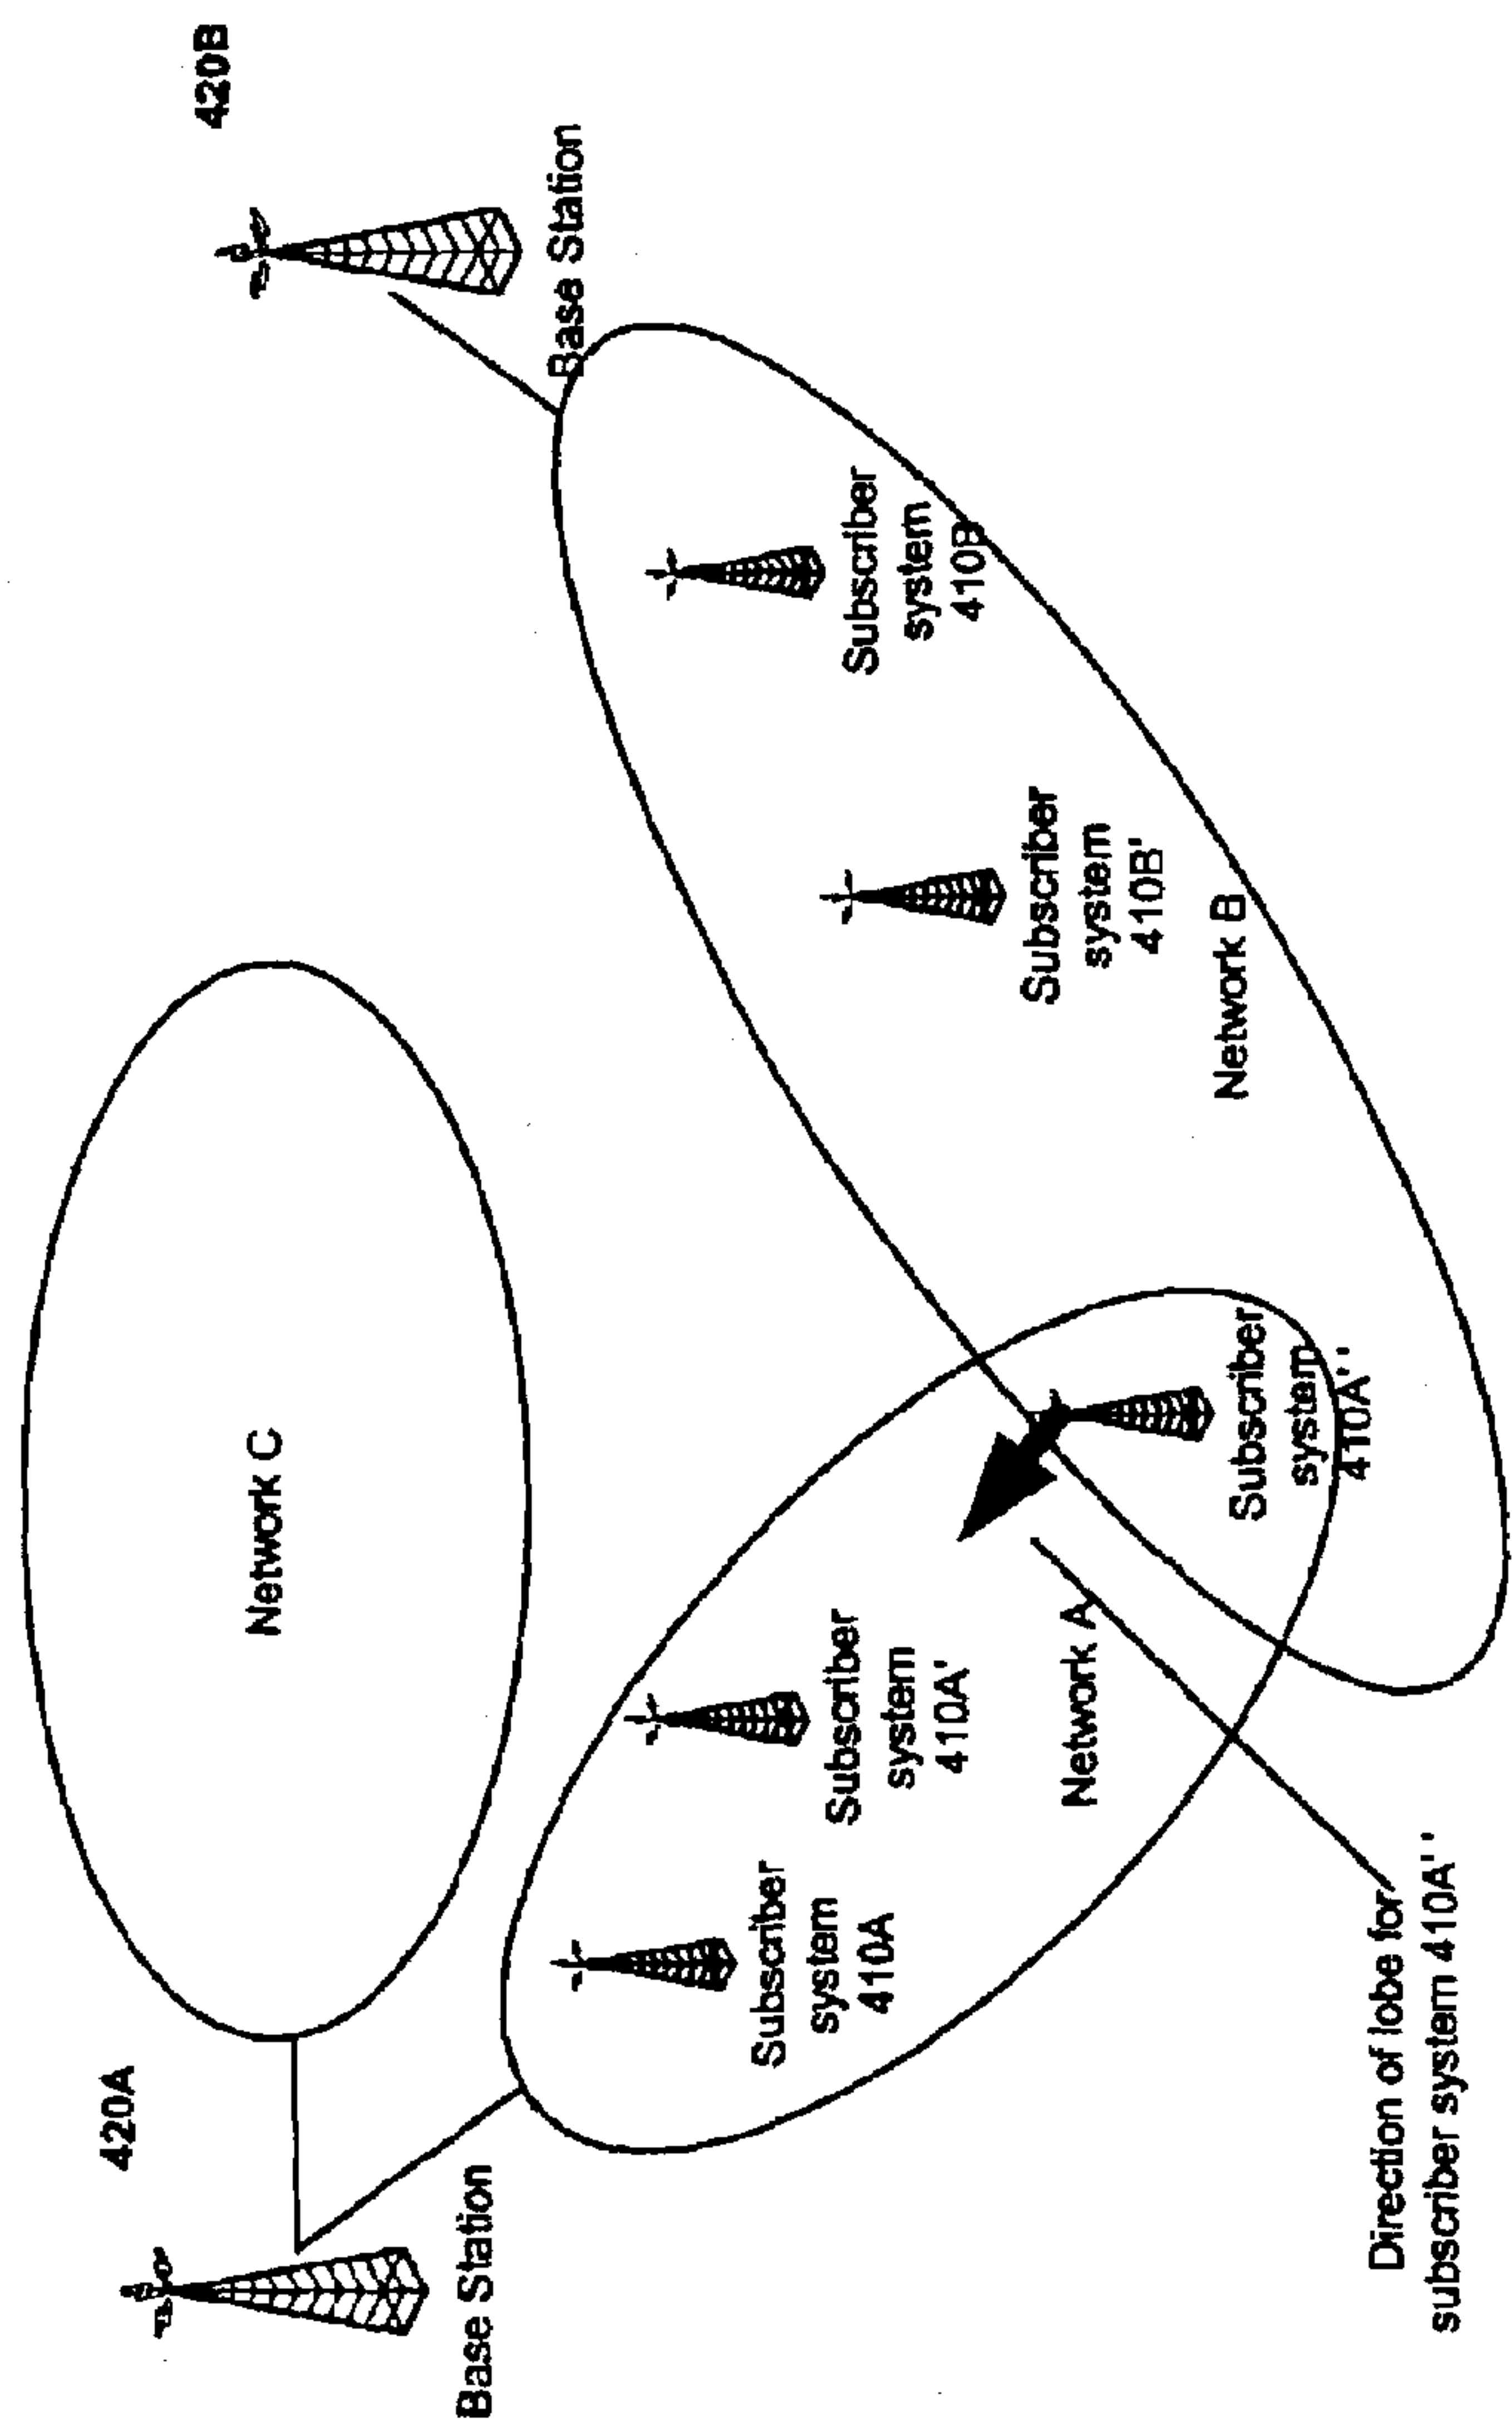 420A
420B
Network C
Base Station
Base Station
Subscriber
system
410A
Subscriber
system
410A'
Subscriber
system
410B
Subscriber
system
410B'
Network A
Network B
Subscriber
system
410A''
Direction of lobe for
subscriber system 410A''